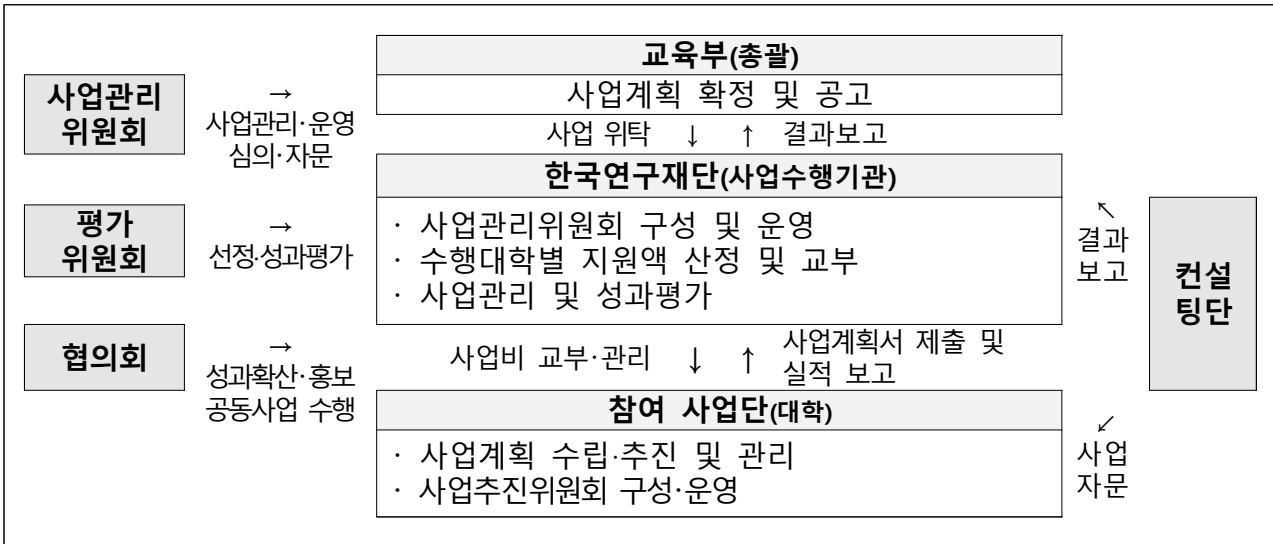 교육부(총괄)
사업계획 확정 및 공고
사업 위탁 ↓ ↑ 결과보고
사업관리
위원회
→
사업관리·운영
심의·자문
한국연구재단(사업수행기관)
· 사업관리위원회 구성 및 운영
· 수행대학별 지원액 산정 및 교부
· 사업관리 및 성과평가
평가
위원회
→
선정·성과평가
↖
결과
보고
컨설
팅단
협의회
→
성과확산·홍보
공동사업 수행
사업비 교부·관리 ↓ ↑ 사업계획서 제출 및
실적 보고
참여 사업단(대학)
· 사업계획 수립·추진 및 관리
· 사업추진위원회 구성·운영
↙
사업
자문